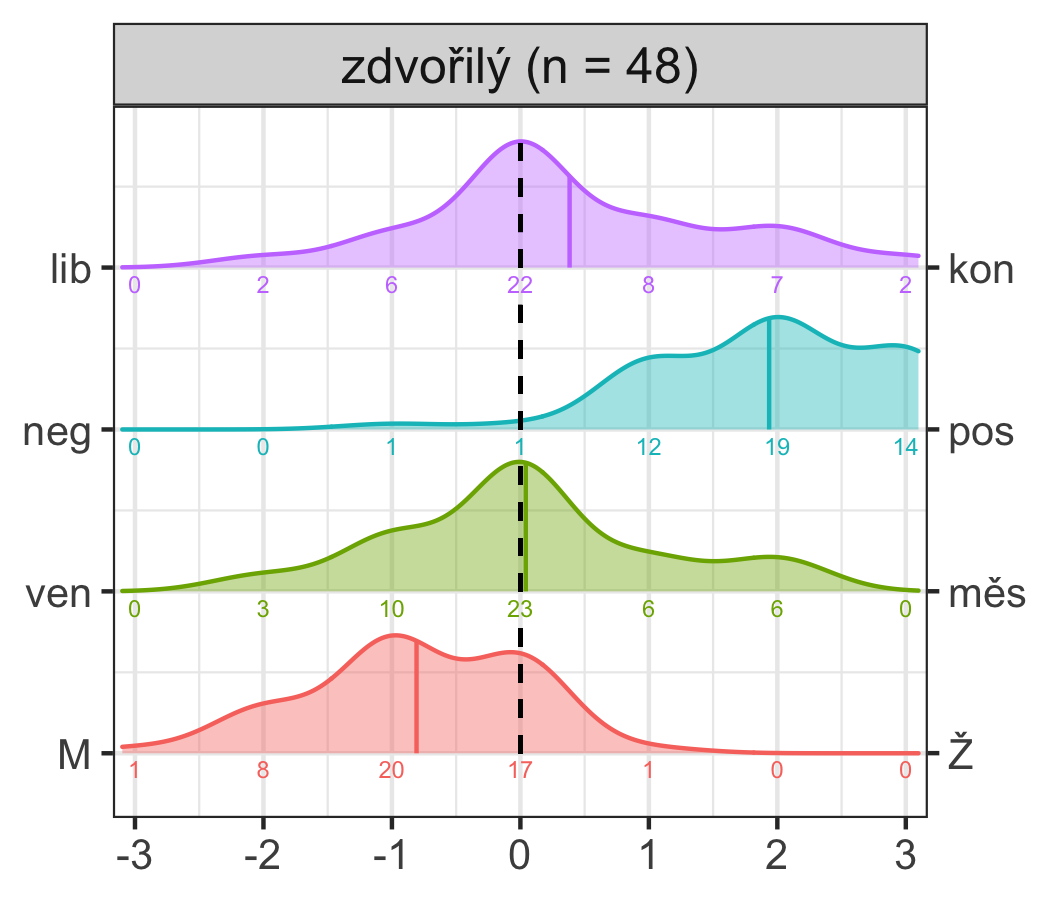 zdvořilý (n = 48)
lib kon
0 2 6 22 8 7 2
neg pos
0 0 1 1 12 19 14
ven měs
0 3 10 23 6 6 0
M Ž
1 8 20 17 1 0 0
-3 -2 -1 0 1 2 3